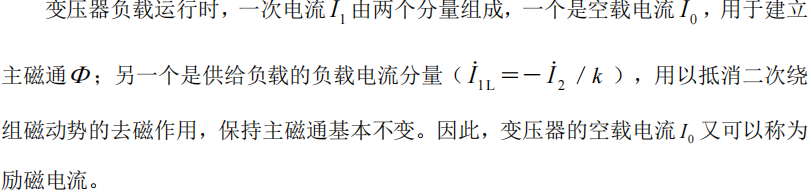 变压器负载运行时，一次电流 İ₁ 由两个分量组成，一个是空载电流 İ₀，用于建立
主磁通Φ；另一个是供给负载的负载电流分量（İ₁L＝－İ₂ / k），用以抵消二次绕
组磁动势的去磁作用，保持主磁通基本不变。因此，变压器的空载电流 I₀ 又可以称为
励磁电流。